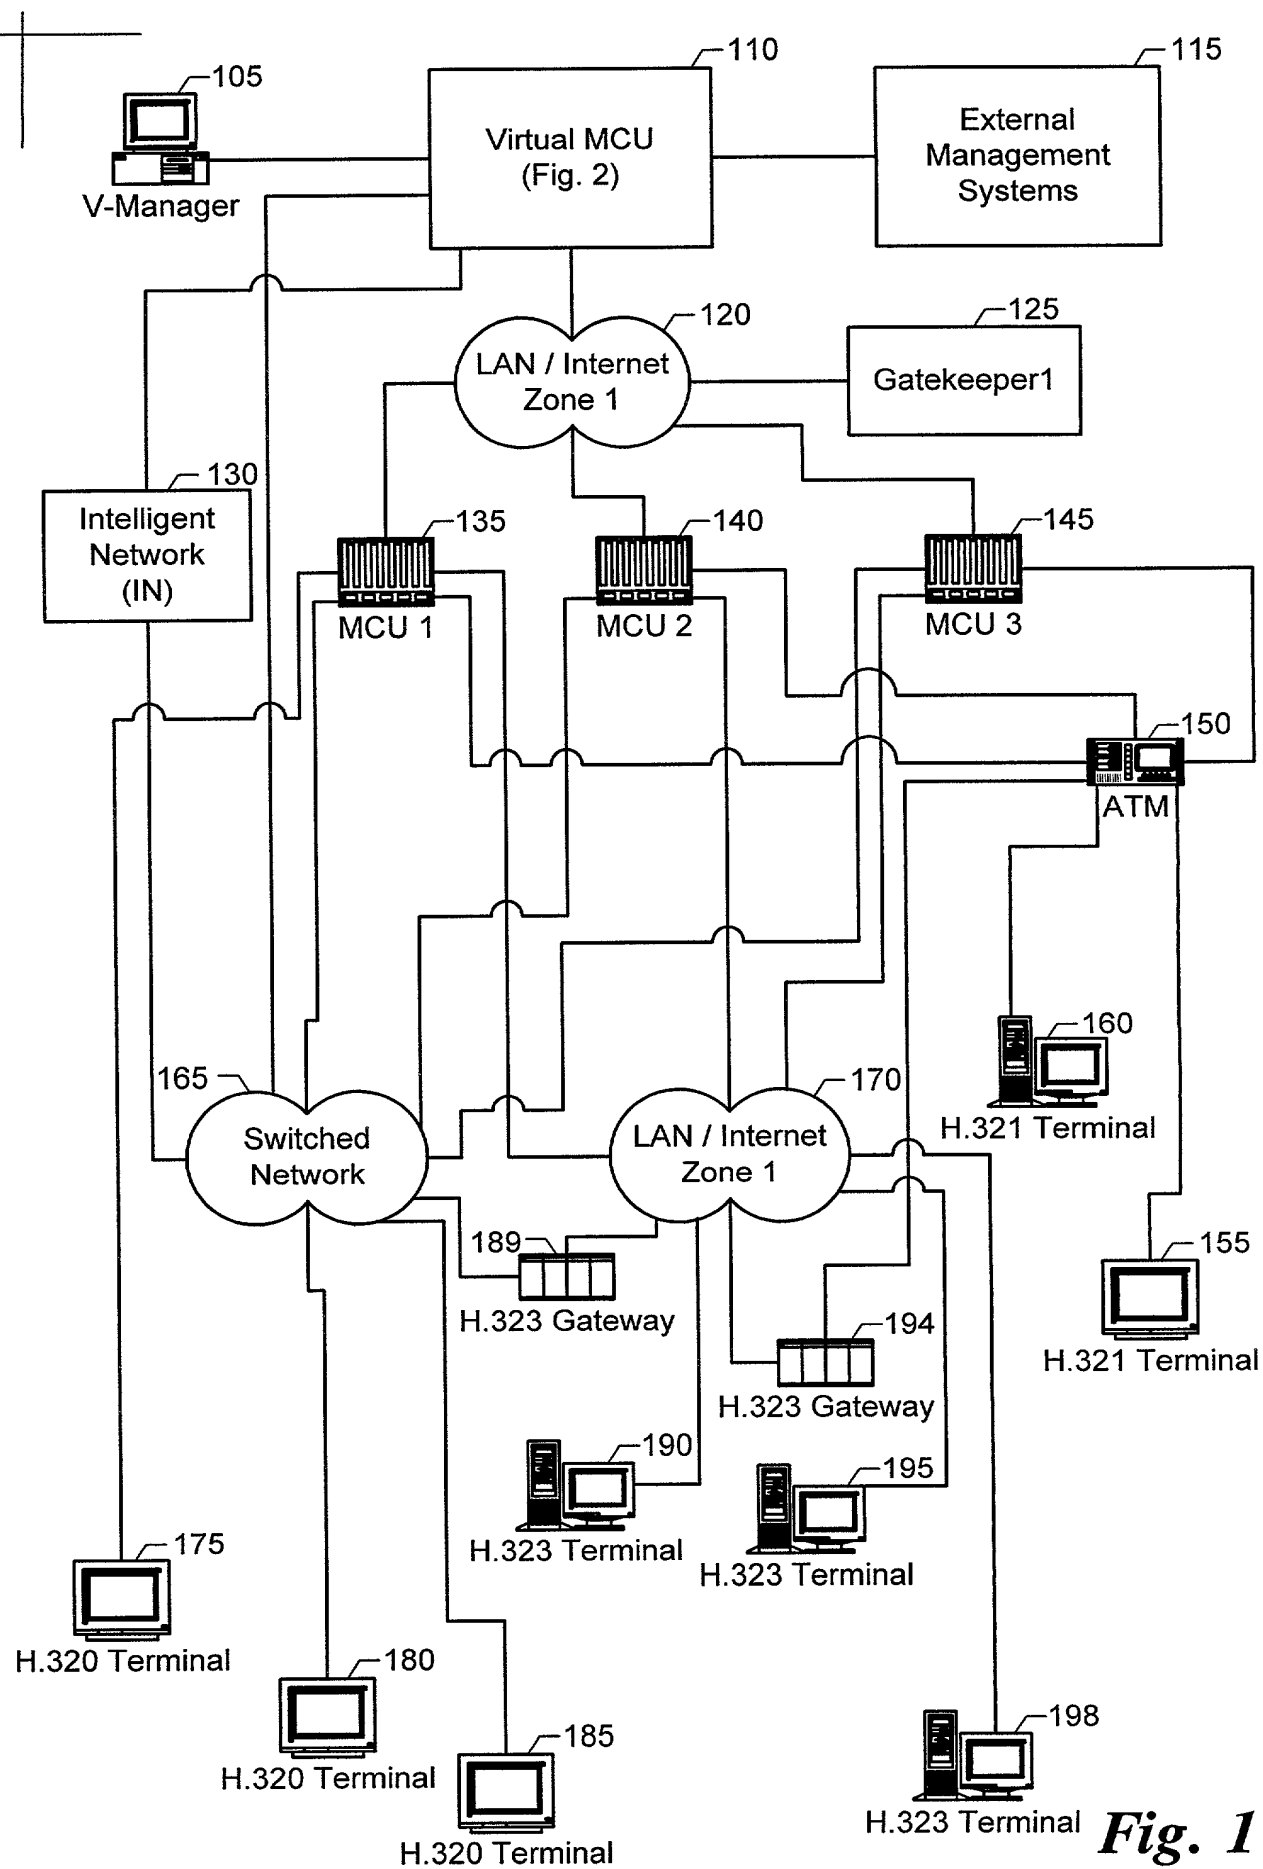 110
115
105
Virtual MCU
(Fig. 2)
External
Management
Systems
V-Manager
120
125
LAN / Internet
Zone 1
Gatekeeper1
130
Intelligent
Network
(IN)
135
140
145
MCU 1
MCU 2
MCU 3
150
ATM
160
H.321 Terminal
165
170
Switched
Network
LAN / Internet
Zone 1
189
H.323 Gateway
155
H.321 Terminal
194
H.323 Gateway
190
H.323 Terminal
195
H.323 Terminal
175
H.320 Terminal
180
H.320 Terminal
185
H.320 Terminal
198
H.323 Terminal
Fig. 1